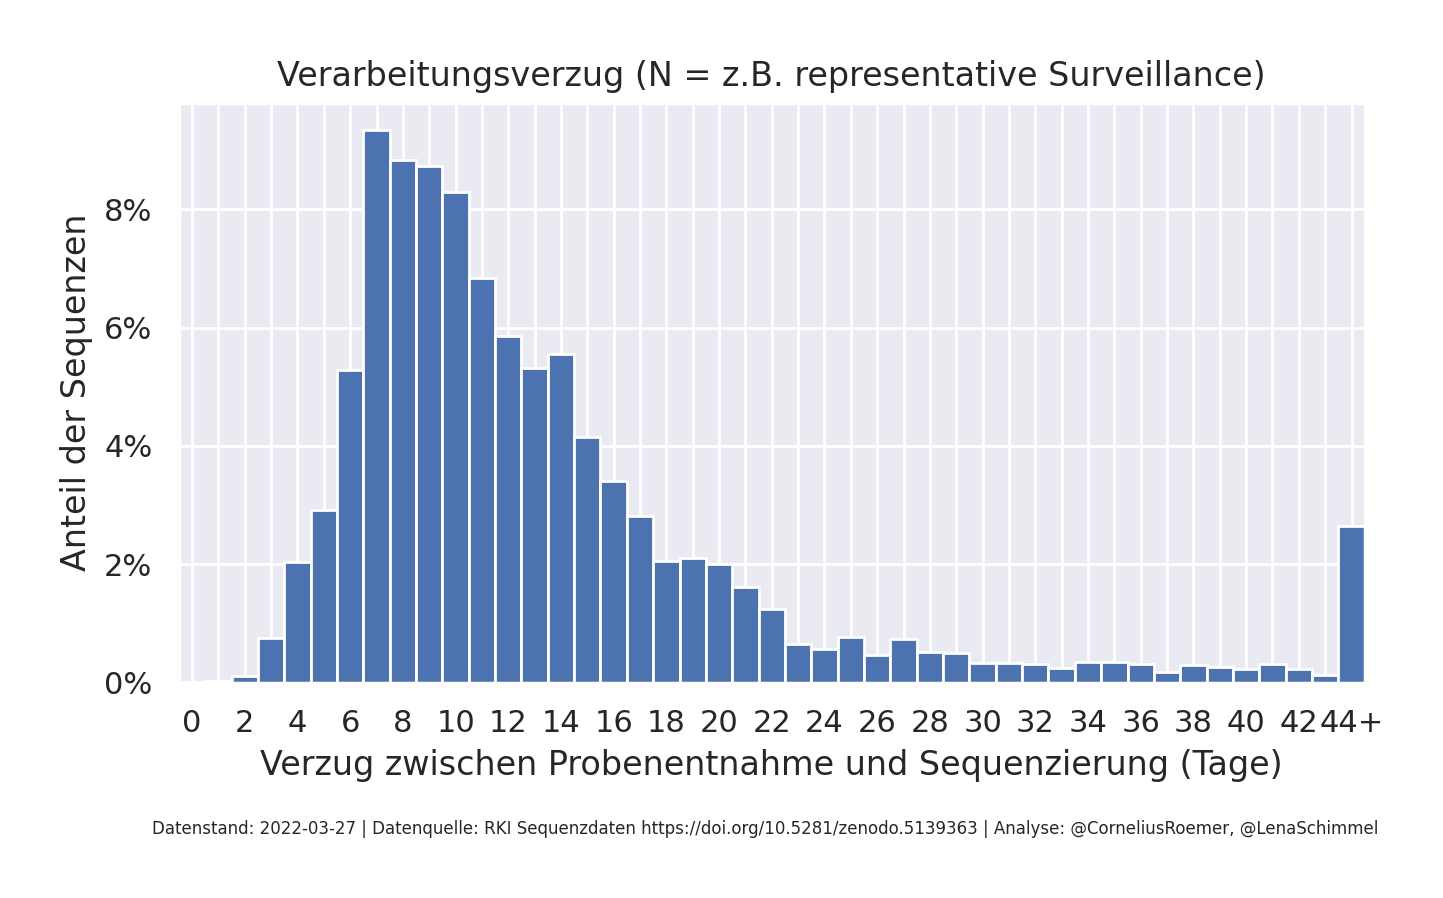 Verarbeitungsverzug (N = z.B. representative Surveillance)
Anteil der Sequenzen
8%
6%
4%
2%
0%
0 2 4 6 8 10 12 14 16 18 20 22 24 26 28 30 32 34 36 38 40 42 44+
Verzug zwischen Probenentnahme und Sequenzierung (Tage)
Datenstand: 2022-03-27 | Datenquelle: RKI Sequenzdaten https://doi.org/10.5281/zenodo.5139363 | Analyse: @CorneliusRoemer, @LenaSchimmel